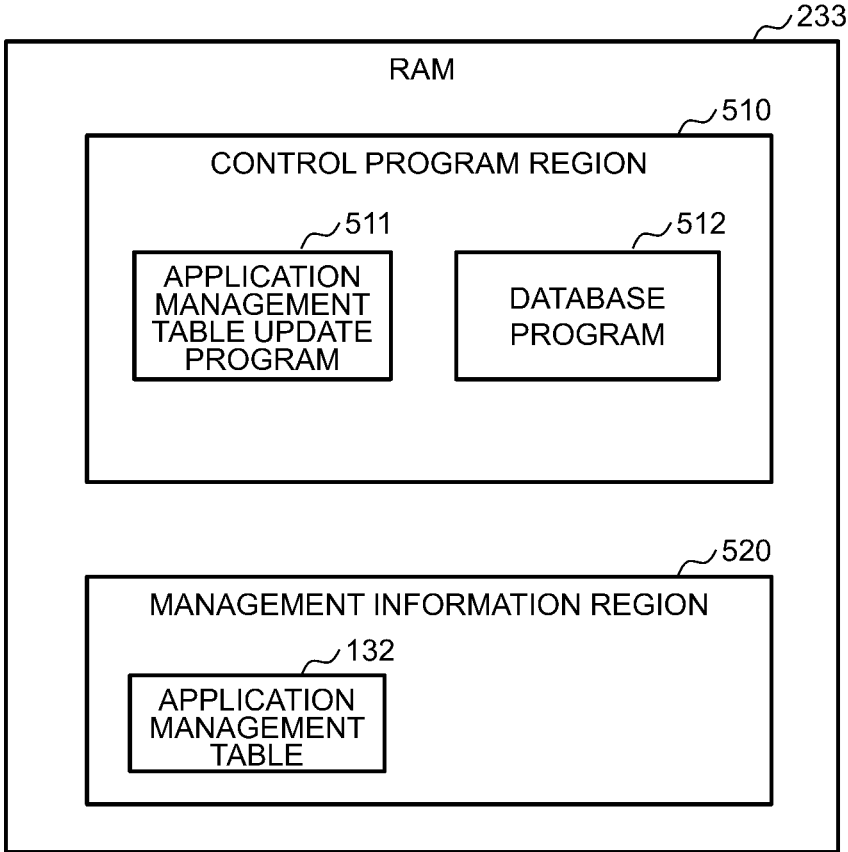 233
RAM
510
CONTROL PROGRAM REGION
511
APPLICATION
MANAGEMENT
TABLE UPDATE
PROGRAM
512
DATABASE
PROGRAM
520
MANAGEMENT INFORMATION REGION
132
APPLICATION
MANAGEMENT
TABLE